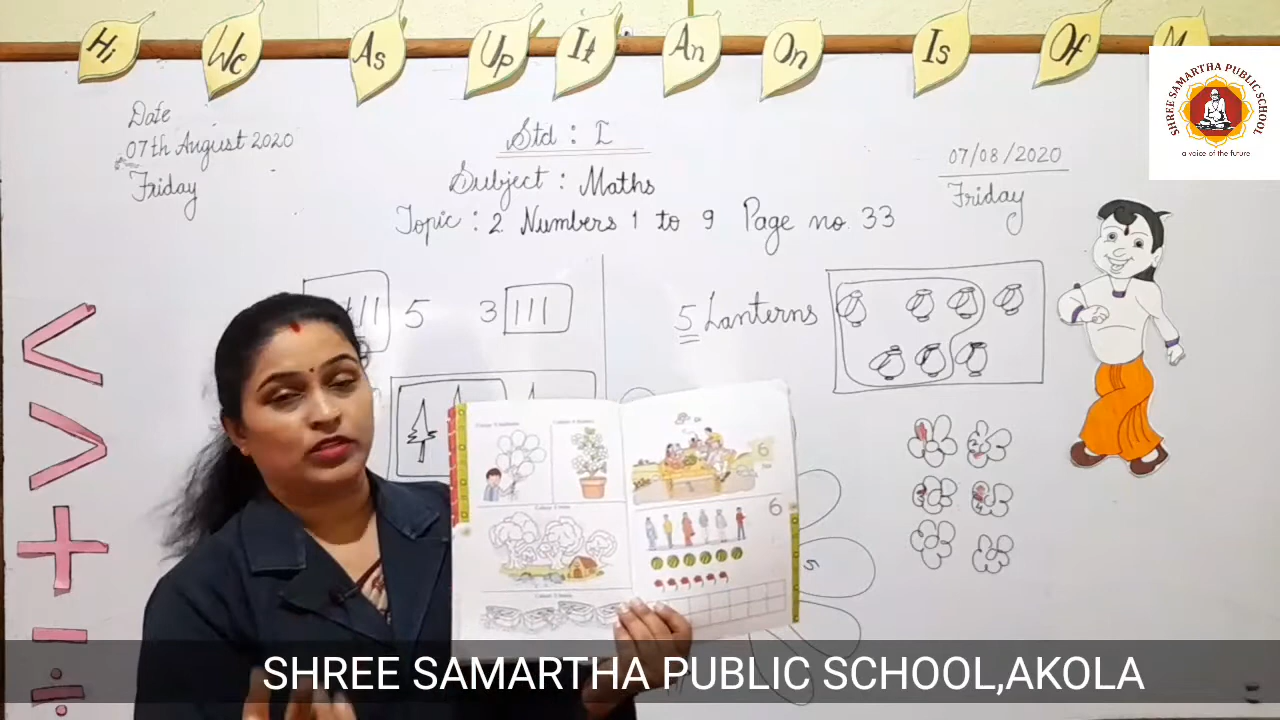 Hi
We
As
Up
It
An
On
Is
Of
SHREE SAMARTHA PUBLIC SCHOOL
a voice of the future
Date
07th August 2020
Friday
Std : I
Subject : Maths
Topic : 2 Numbers 1 to 9 Page no. 33
07/08/2020
Friday
5
3
5 Lanterns
6
6
5
SHREE SAMARTHA PUBLIC SCHOOL,AKOLA